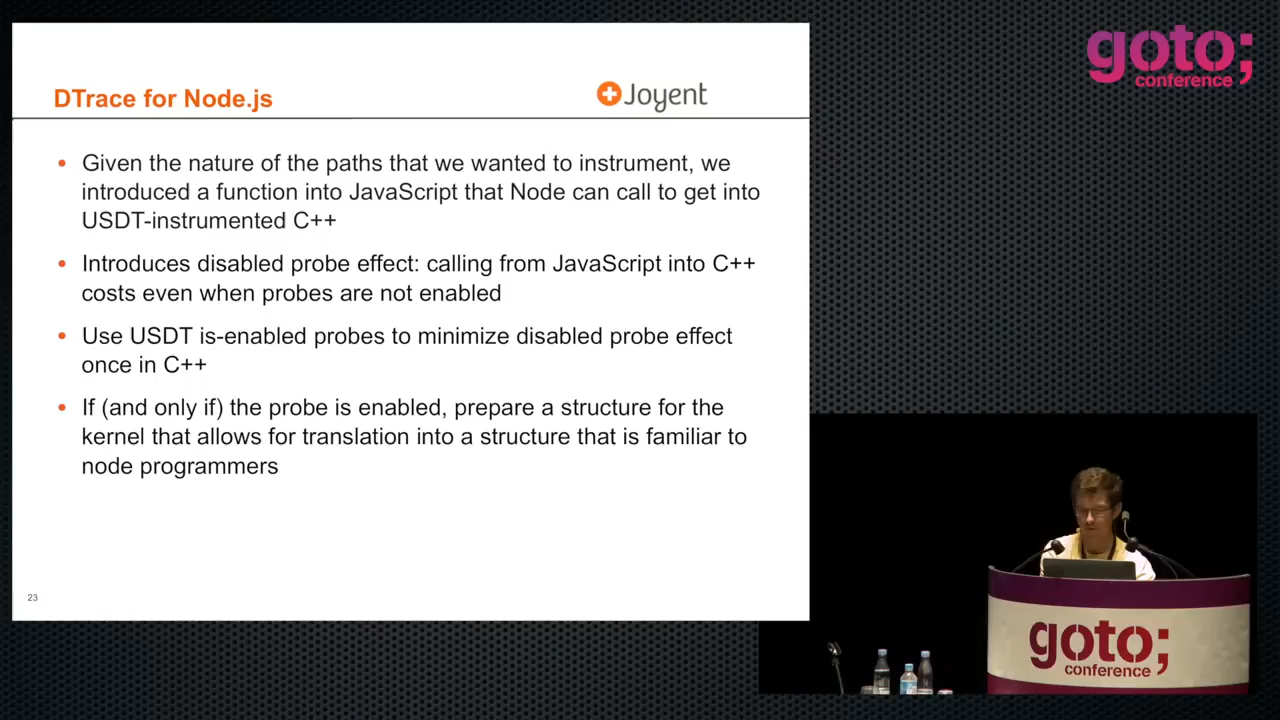 DTrace for Node.js
Joyent
goto;
conference
• Given the nature of the paths that we wanted to instrument, we
introduced a function into JavaScript that Node can call to get into
USDT-instrumented C++
• Introduces disabled probe effect: calling from JavaScript into C++
costs even when probes are not enabled
• Use USDT is-enabled probes to minimize disabled probe effect
once in C++
• If (and only if) the probe is enabled, prepare a structure for the
kernel that allows for translation into a structure that is familiar to
node programmers
23
goto;
conference